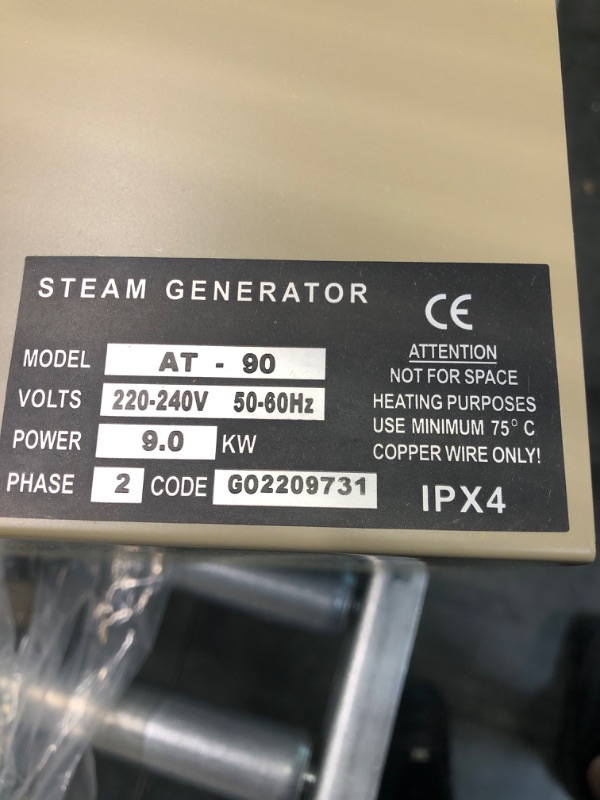 STEAM GENERATOR
CE
MODEL AT - 90
VOLTS 220-240V 50-60Hz
POWER 9.0 KW
PHASE 2 CODE G02209731
ATTENTION
NOT FOR SPACE
HEATING PURPOSES
USE MINIMUM 75° C
COPPER WIRE ONLY!
IPX4